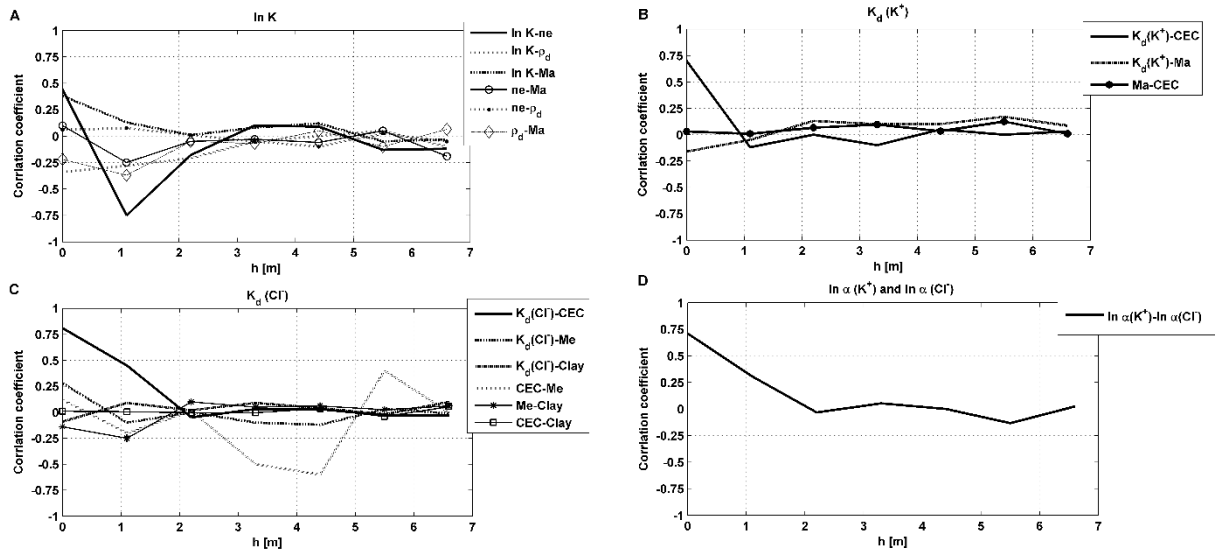 A
ln K
Corrlation coefficient
1
0.75
0.5
0.25
0
-0.25
-0.5
-0.75
-1
0 1 2 3 4 5 6 7
h [m]
ln K-ne
ln K-ρd
ln K-Ma
ne-Ma
ne-ρd
ρd-Ma
B
Kd (K+)
Corrlation coefficient
1
0.75
0.5
0.25
0
0.25
0.5
0.75
-1
0 1 2 3 4 5 6 7
h [m]
Kd(K+)-CEC
Kd(K+)-Ma
Ma-CEC
C
Kd (Cl-)
Corrlation coefficient
1
0.75
0.5
0.25
0
-0.25
-0.5
0.75
-1
0 1 2 3 4 5 6 7
h [m]
Kd(Cl-)-CEC
Kd(Cl-)-Me
Kd(Cl-)-Clay
CEC-Me
Me-Clay
CEC-Clay
D
ln α (K+) and ln α (Cl-)
Corrlation coefficient
1
0.75
0.5
0.25
0
0.25
0.5
0.75
-1
0 1 2 3 4 5 6 7
h [m]
ln α(K+)-ln α(Cl-)